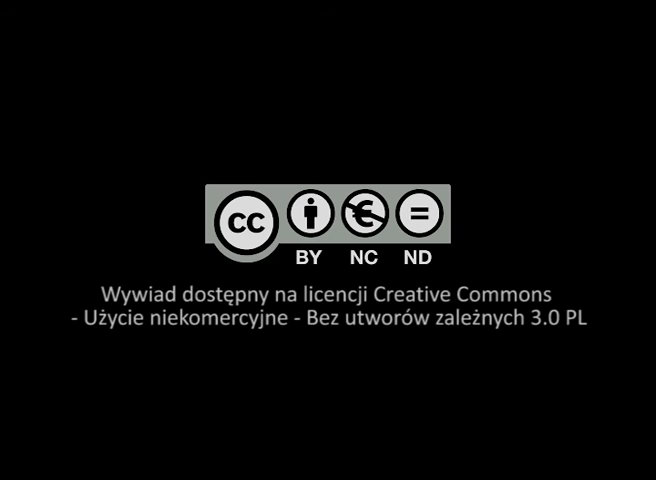 cc
BY NC ND
Wywiad dostępny na licencji Creative Commons
- Użycie niekomercyjne - Bez utworów zależnych 3.0 PL